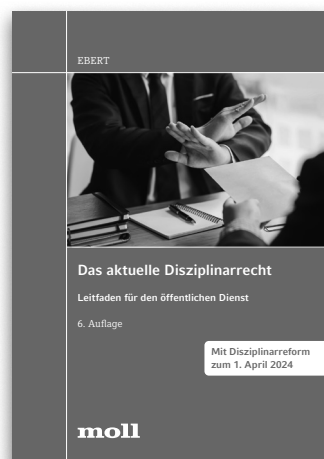 EBERT
Das aktuelle Disziplinarrecht
Leitfaden für den öffentlichen Dienst
6. Auflage
Mit Disziplinarreform
zum 1. April 2024
moll